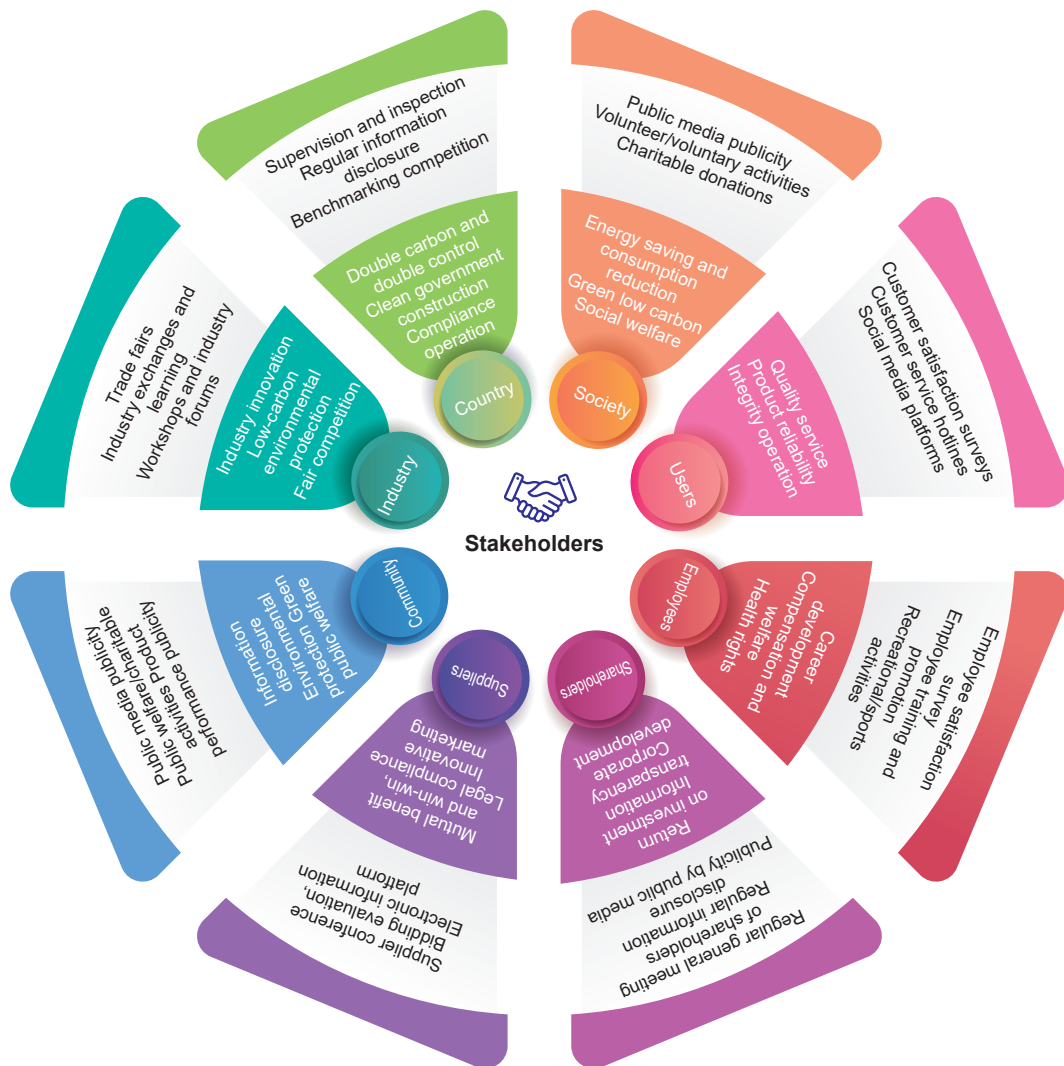 Supervision and inspection
Regular information
disclosure
Benchmarking competition
Double carbon and
double control
Clean government
construction
Compliance
operation
Country
Public media publicity
Volunteer/voluntary activities
Charitable donations
Energy saving and
consumption
reduction
Green low carbon
Social welfare
Society
Customer satisfaction surveys
Customer service hotlines
Social media platforms
Quality service
Product reliability
Integrity operation
Users
Employee satisfaction
survey
Employee training and
promotion
Recreational/sports
activities
Career
development
Compensation and
welfare
Health rights
Employees
Regular general meeting
of shareholders
Regular information
disclosure
Publicity by public media
Return
on investment
Information
transparency
Corporate
development
Shareholders
Supplier conference
Bidding evaluation,
Electronic information
platform
Mutual benefit
and win-win,
Legal compliance
Innovative
marketing
Suppliers
Public media publicity
Public welfare/charitable
activities Product
performance publicity
Information
disclosure
Environmental
protection Green
public welfare
Community
Trade fairs
Industry exchanges and
learning
Workshops and industry
forums
Industry innovation
Low-carbon
environmental
protection
Fair competition
Industry
Stakeholders